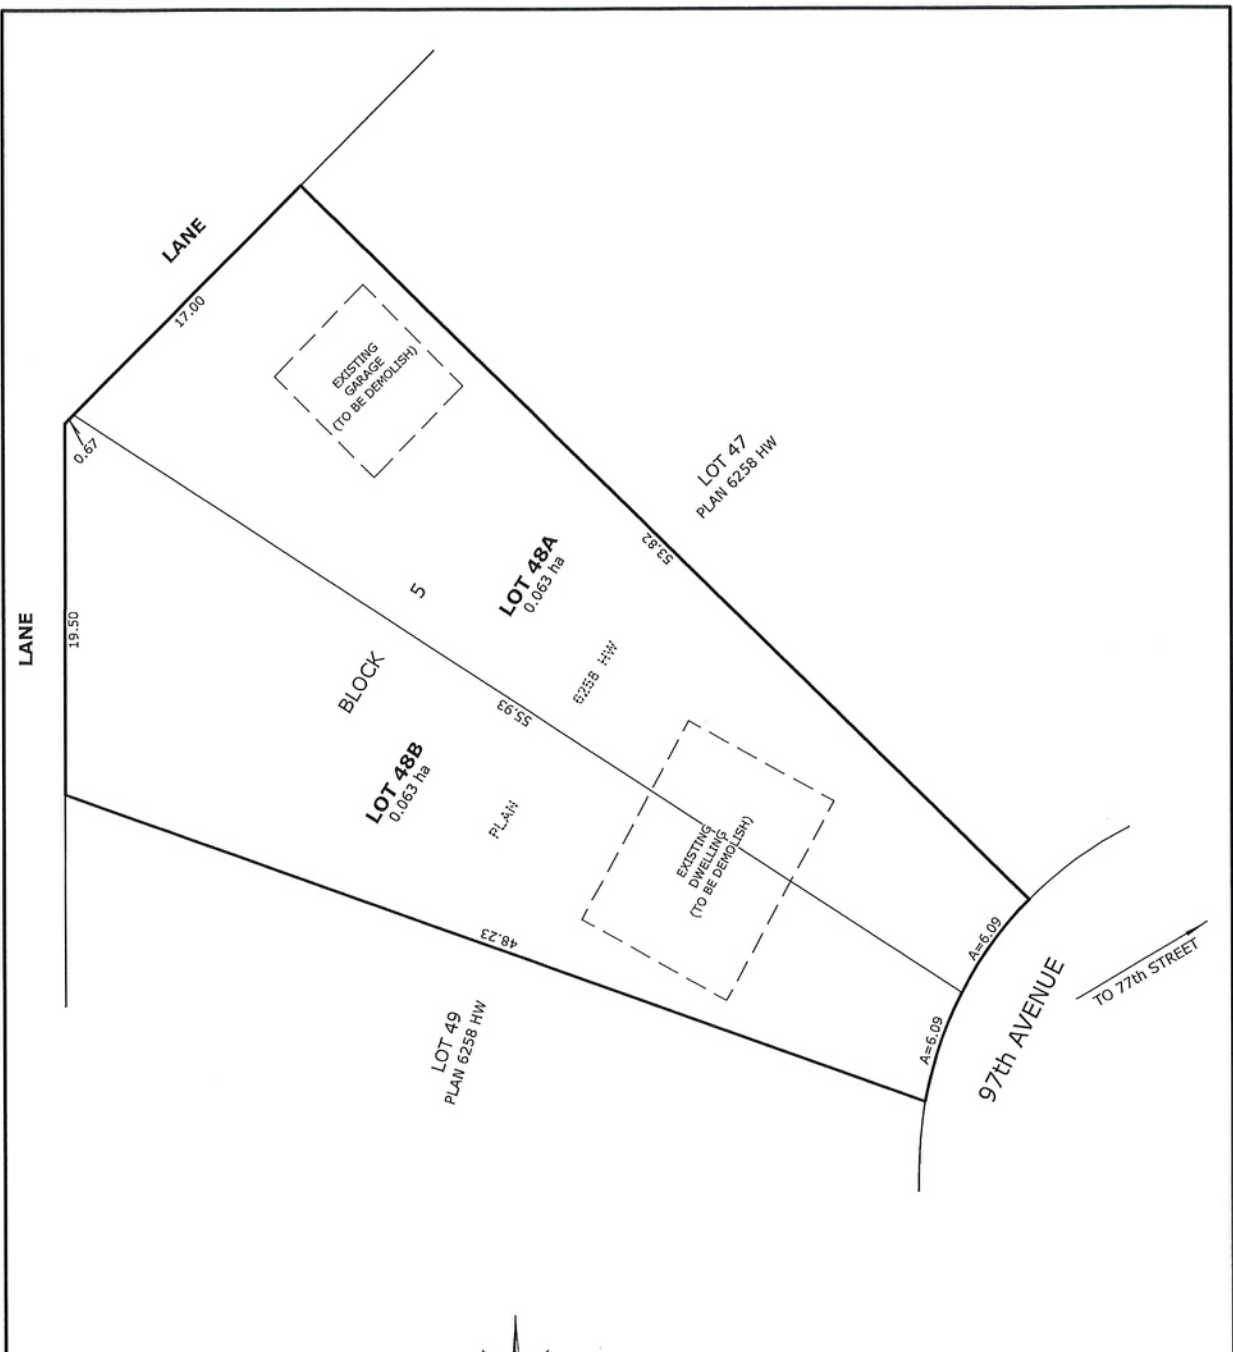 LANE
17.00
EXISTING
GARAGE
(TO BE DEMOLISH)
0.67
LOT 47
PLAN 6258 HW
53.82
LOT 48A
0.063 ha
5
LANE
19.50
6258 HW
BLOCK
55.93
LOT 48B
0.063 ha
PLAN
EXISTING
DWELLING
(TO BE DEMOLISH)
48.23
A=6.09
A=6.09
97th AVENUE
TO 77th STREET
LOT 49
PLAN 6258 HW